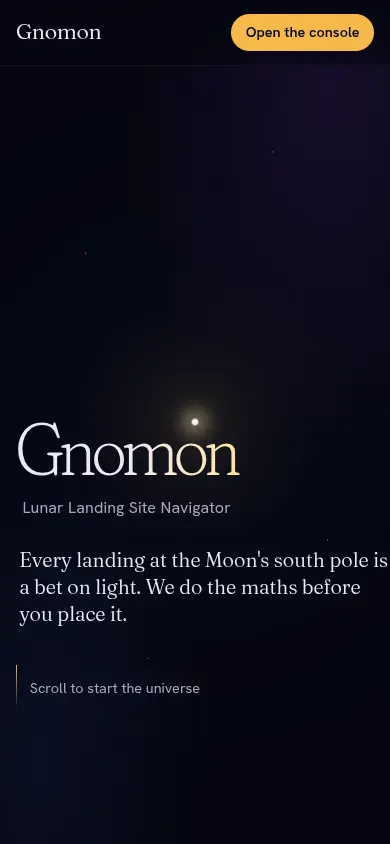 Gnomon
Open the console
Gnomon
Lunar Landing Site Navigator
Every landing at the Moon's south pole is
a bet on light. We do the maths before
you place it.
Scroll to start the universe